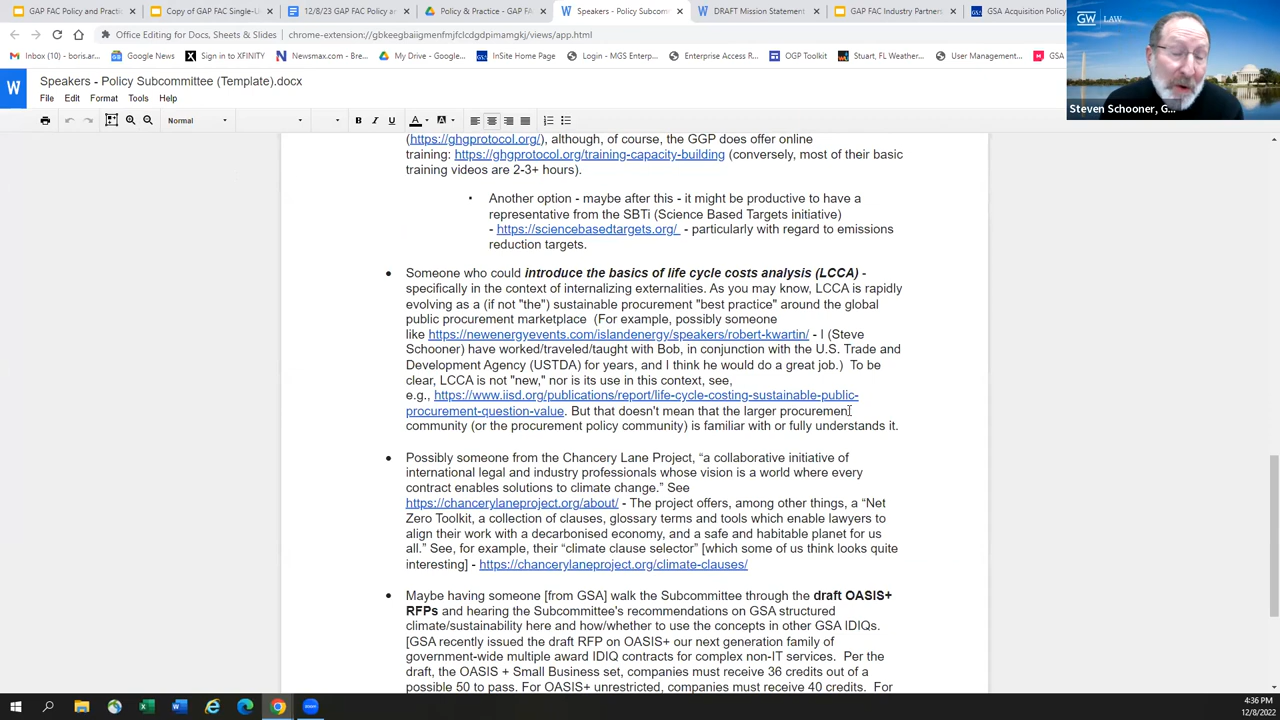 GAP FAC Policy and Practic
Copy of GAP FAC Single-U
12/8/23 GAP FAC Policy an
Policy & Practice - GAP FA
Speakers - Policy Subcomm
DRAFT Mission Statement
GAP FAC Industry Partners
GSA Acquisition Policy
Office Editing for Docs, Sheets & Slides | chrome-extension://gbkeegbaiigmenfmjfclcdgdpimamgkj/views/app.html
Inbox (10) - boris.ar
Google News
Sign in to XFINITY
Newsmax.com - Bre
My Drive - Google
InSite Home Page
Login - MGS Enterp
Enterprise Access R
OGP Toolkit
Stuart, FL Weather
User Management
GSA
GW LAW
Steven Schooner, G...
W
Speakers - Policy Subcommittee (Template).docx
File Edit Format Tools Help
Normal
B I U A A
(https://ghgprotocol.org/), although, of course, the GGP does offer online
training: https://ghgprotocol.org/training-capacity-building (conversely, most of their basic
training videos are 2-3+ hours).
• Another option - maybe after this - it might be productive to have a
representative from the SBTi (Science Based Targets initiative)
- https://sciencebasedtargets.org/ - particularly with regard to emissions
reduction targets.
• Someone who could introduce the basics of life cycle costs analysis (LCCA) -
specifically in the context of internalizing externalities. As you may know, LCCA is rapidly
evolving as a (if not "the") sustainable procurement "best practice" around the global
public procurement marketplace (For example, possibly someone
like https://newenergyevents.com/islandenergy/speakers/robert-kwartin/ - I (Steve
Schooner) have worked/traveled/taught with Bob, in conjunction with the U.S. Trade and
Development Agency (USTDA) for years, and I think he would do a great job.) To be
clear, LCCA is not "new," nor is its use in this context, see,
e.g., https://www.iisd.org/publications/report/life-cycle-costing-sustainable-public-
procurement-question-value. But that doesn't mean that the larger procurement
community (or the procurement policy community) is familiar with or fully understands it.
• Possibly someone from the Chancery Lane Project, “a collaborative initiative of
international legal and industry professionals whose vision is a world where every
contract enables solutions to climate change.” See
https://chancerylaneproject.org/about/ - The project offers, among other things, a “Net
Zero Toolkit, a collection of clauses, glossary terms and tools which enable lawyers to
align their work with a decarbonised economy, and a safe and habitable planet for us
all.” See, for example, their “climate clause selector” [which some of us think looks quite
interesting] - https://chancerylaneproject.org/climate-clauses/
• Maybe having someone [from GSA] walk the Subcommittee through the draft OASIS+
RFPs and hearing the Subcommittee's recommendations on GSA structured
climate/sustainability here and how/whether to use the concepts in other GSA IDIQs.
[GSA recently issued the draft RFP on OASIS+ our next generation family of
government-wide multiple award IDIQ contracts for complex non-IT services. Per the
draft, the OASIS + Small Business set, companies must receive 36 credits out of a
possible 50 to pass. For OASIS+ unrestricted, companies must receive 40 credits. For
4:36 PM
12/8/2022